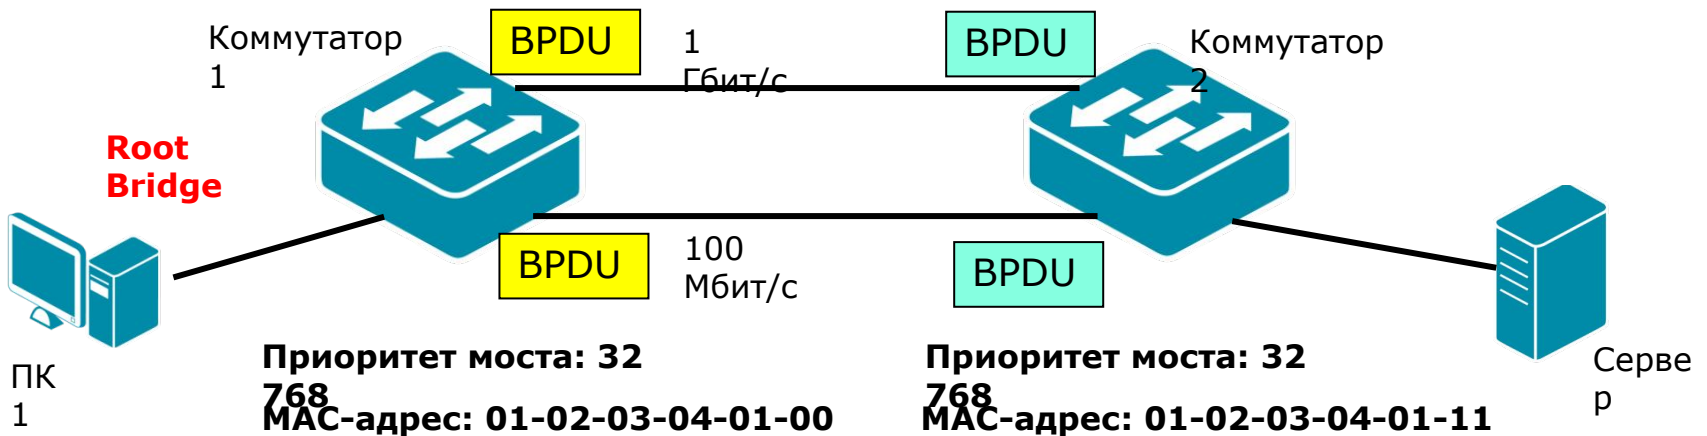 Коммутатор
1
BPDU
1
Гбит/с
BPDU
Коммутатор
2
Root
Bridge
BPDU
100
Мбит/с
BPDU
ПК
1
Приоритет моста: 32
768
МАС-адрес: 01-02-03-04-01-00
Приоритет моста: 32
768
МАС-адрес: 01-02-03-04-01-11
Серве
р